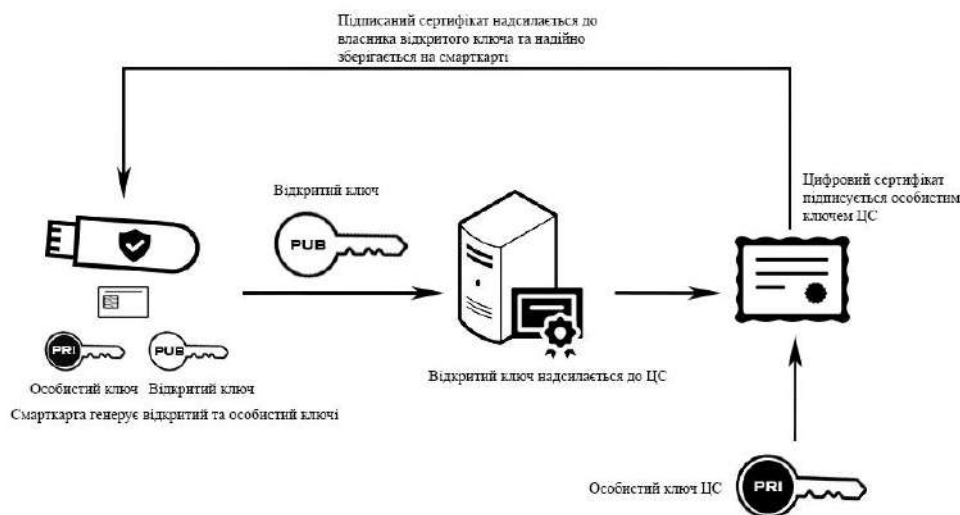 Підписаний сертифікат надсилається до
власника відкритого ключа та надійно
зберігається на смарткарті
Відкритий ключ
PUB
Цифровий сертифікат
підписується особистим
ключем ЦС
PRI
PUB
Особистий ключ
Відкритий ключ
Смарткарта генерує відкритий та особистий ключі
Відкритий ключ надсилається до ЦС
Особистий ключ ЦС
PRI